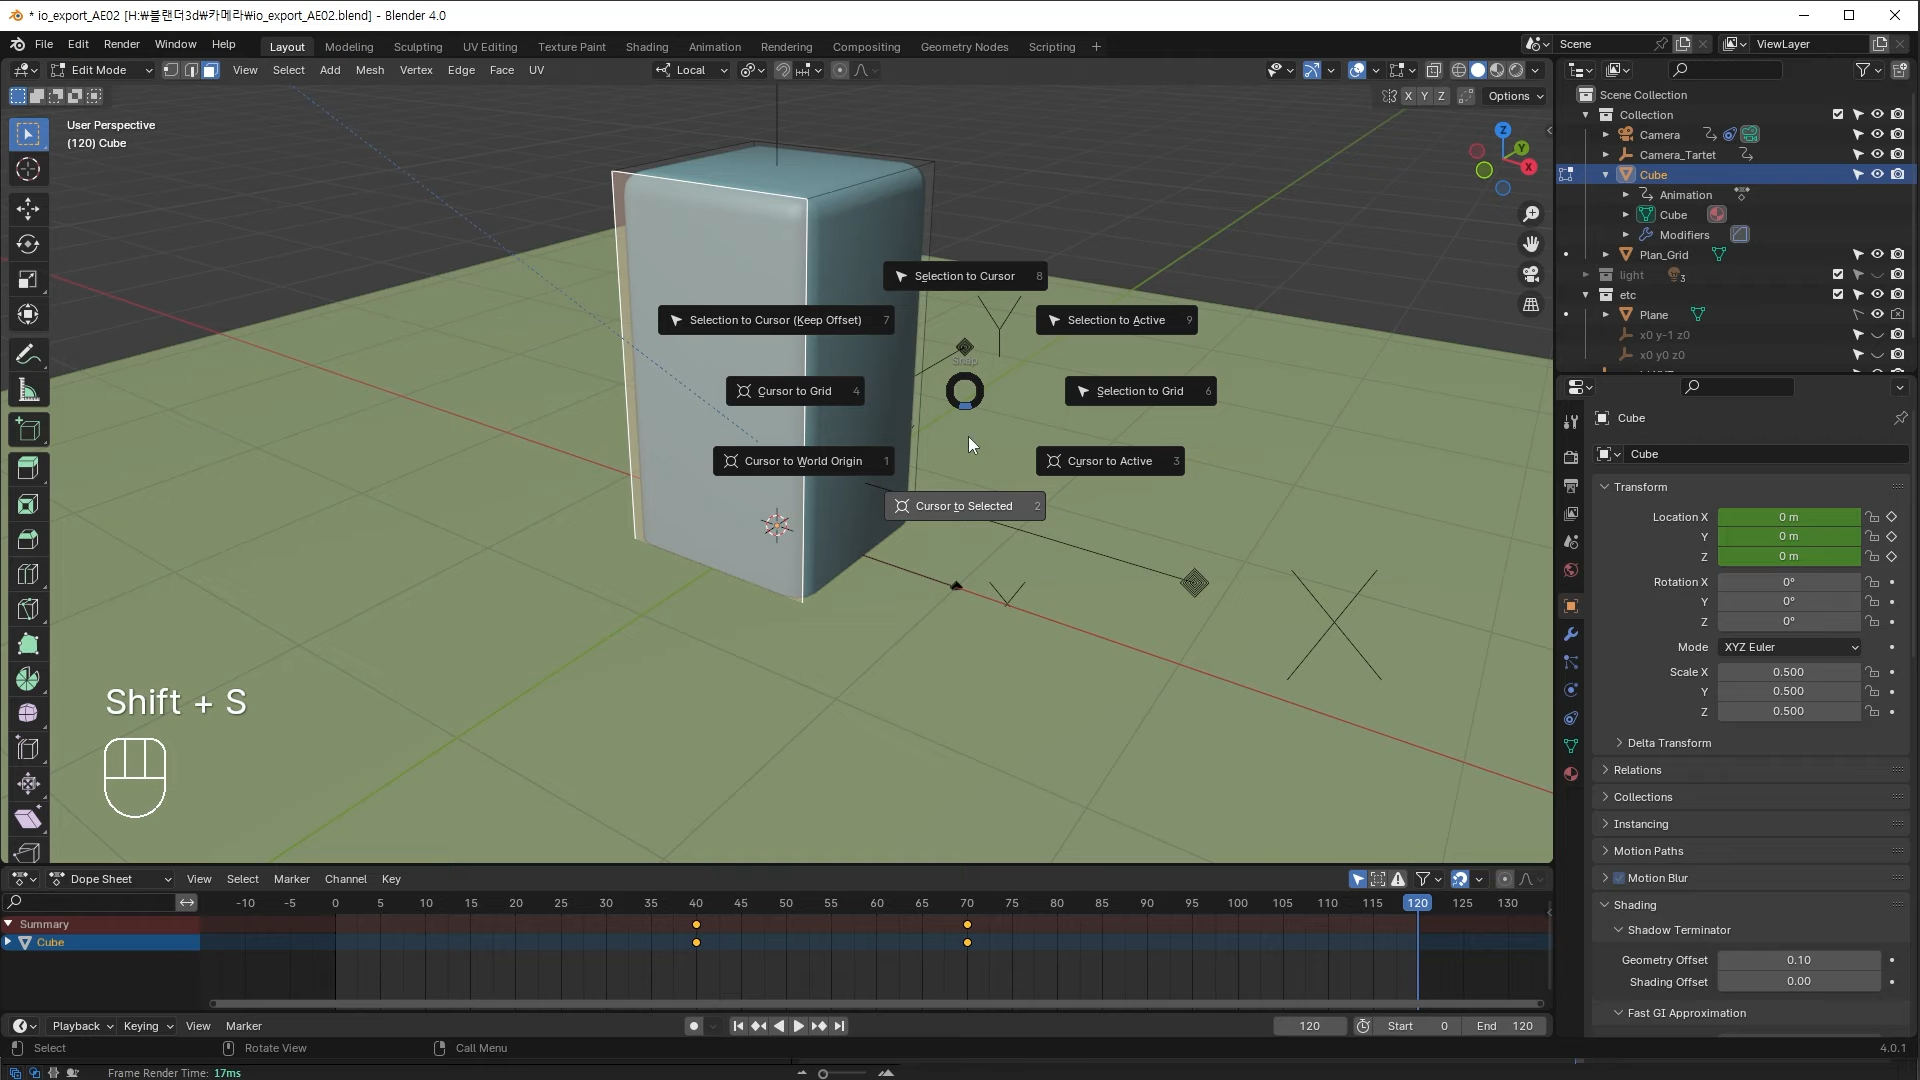 * io_export_AE02 [H:₩블랜더3d₩카메라₩io_export_AE02.blend] - Blender 4.0
File Edit Render Window Help Layout Modeling Sculpting UV Editing Texture Paint Shading Animation Rendering Compositing Geometry Nodes Scripting + Scene ViewLayer
Edit Mode View Select Add Mesh Vertex Edge Face UV Local
X Y Z Options
User Perspective
(120) Cube
Z Y X
Selection to Cursor 8
Selection to Cursor (Keep Offset) 7
Selection to Active 9
Snap
Cursor to Grid 4
Selection to Grid 6
Cursor to World Origin 1
Cursor to Active 3
Cursor to Selected 2
Shift + S
Scene Collection
Collection
Camera
Camera_Tartet
Cube
Animation
Cube
Modifiers
Plan_Grid
light 3
etc
Plane
x0 y-1 z0
x0 y0 z0
Cube
Cube
Transform
Location X 0 m
Y 0 m
Z 0 m
Rotation X 0°
Y 0°
Z 0°
Mode XYZ Euler
Scale X 0.500
Y 0.500
Z 0.500
Delta Transform
Relations
Collections
Instancing
Motion Paths
Motion Blur
Shading
Shadow Terminator
Geometry Offset 0.10
Shading Offset 0.00
Fast GI Approximation
Dope Sheet View Select Marker Channel Key
-10 -5 0 5 10 15 20 25 30 35 40 45 50 55 60 65 70 75 80 85 90 95 100 105 110 115 120 125 130
Summary
Cube
Playback Keying View Marker 120 Start 0 End 120
Select Rotate View Call Menu 4.0.1
Frame Render Time: 17ms